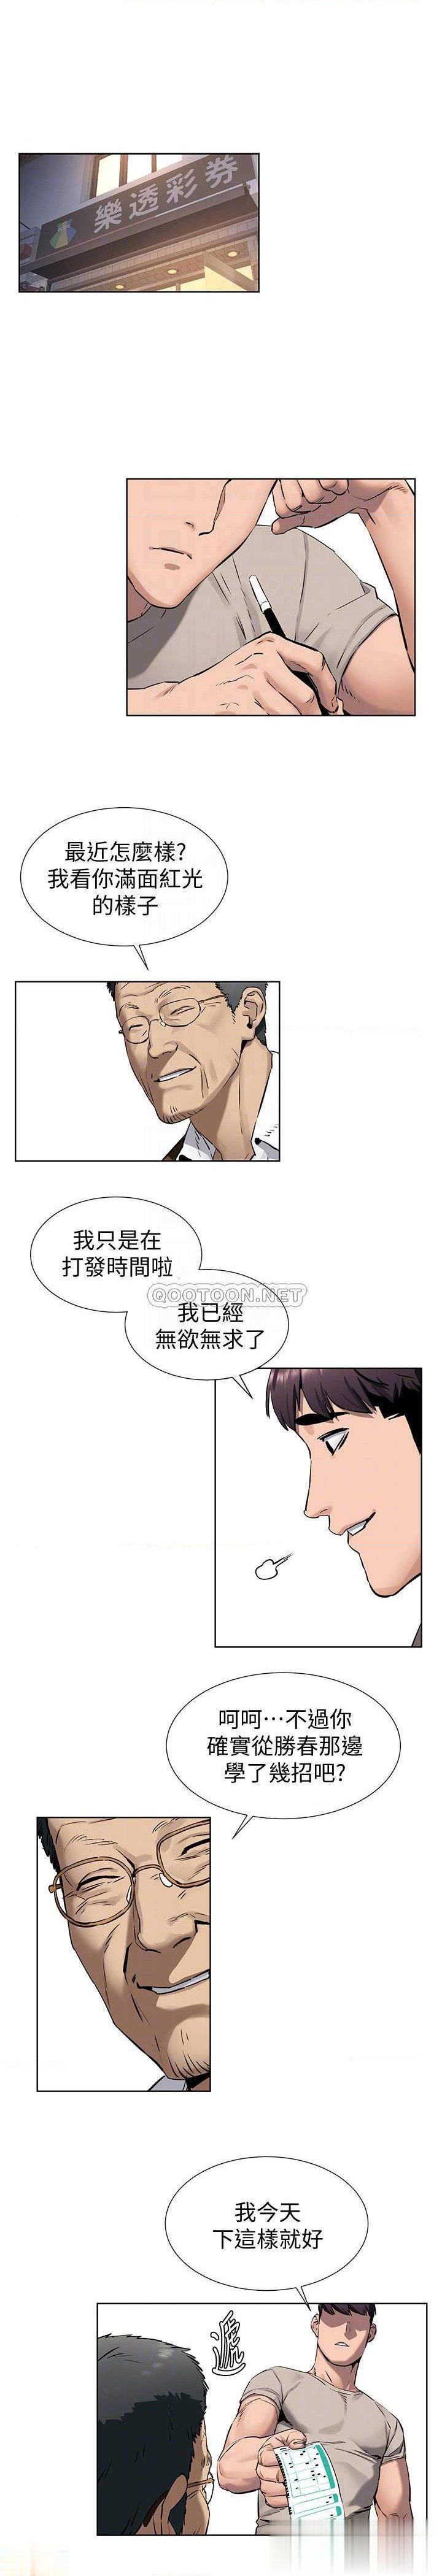 樂透彩券
最近怎麼樣?
我看你滿面紅光
的樣子
我只是在
打發時間啦
QOOTOON.NET
我已經
無欲無求了
呵呵…不過你
確實從勝春那邊
學了幾招吧?
我今天
下這樣就好
遞